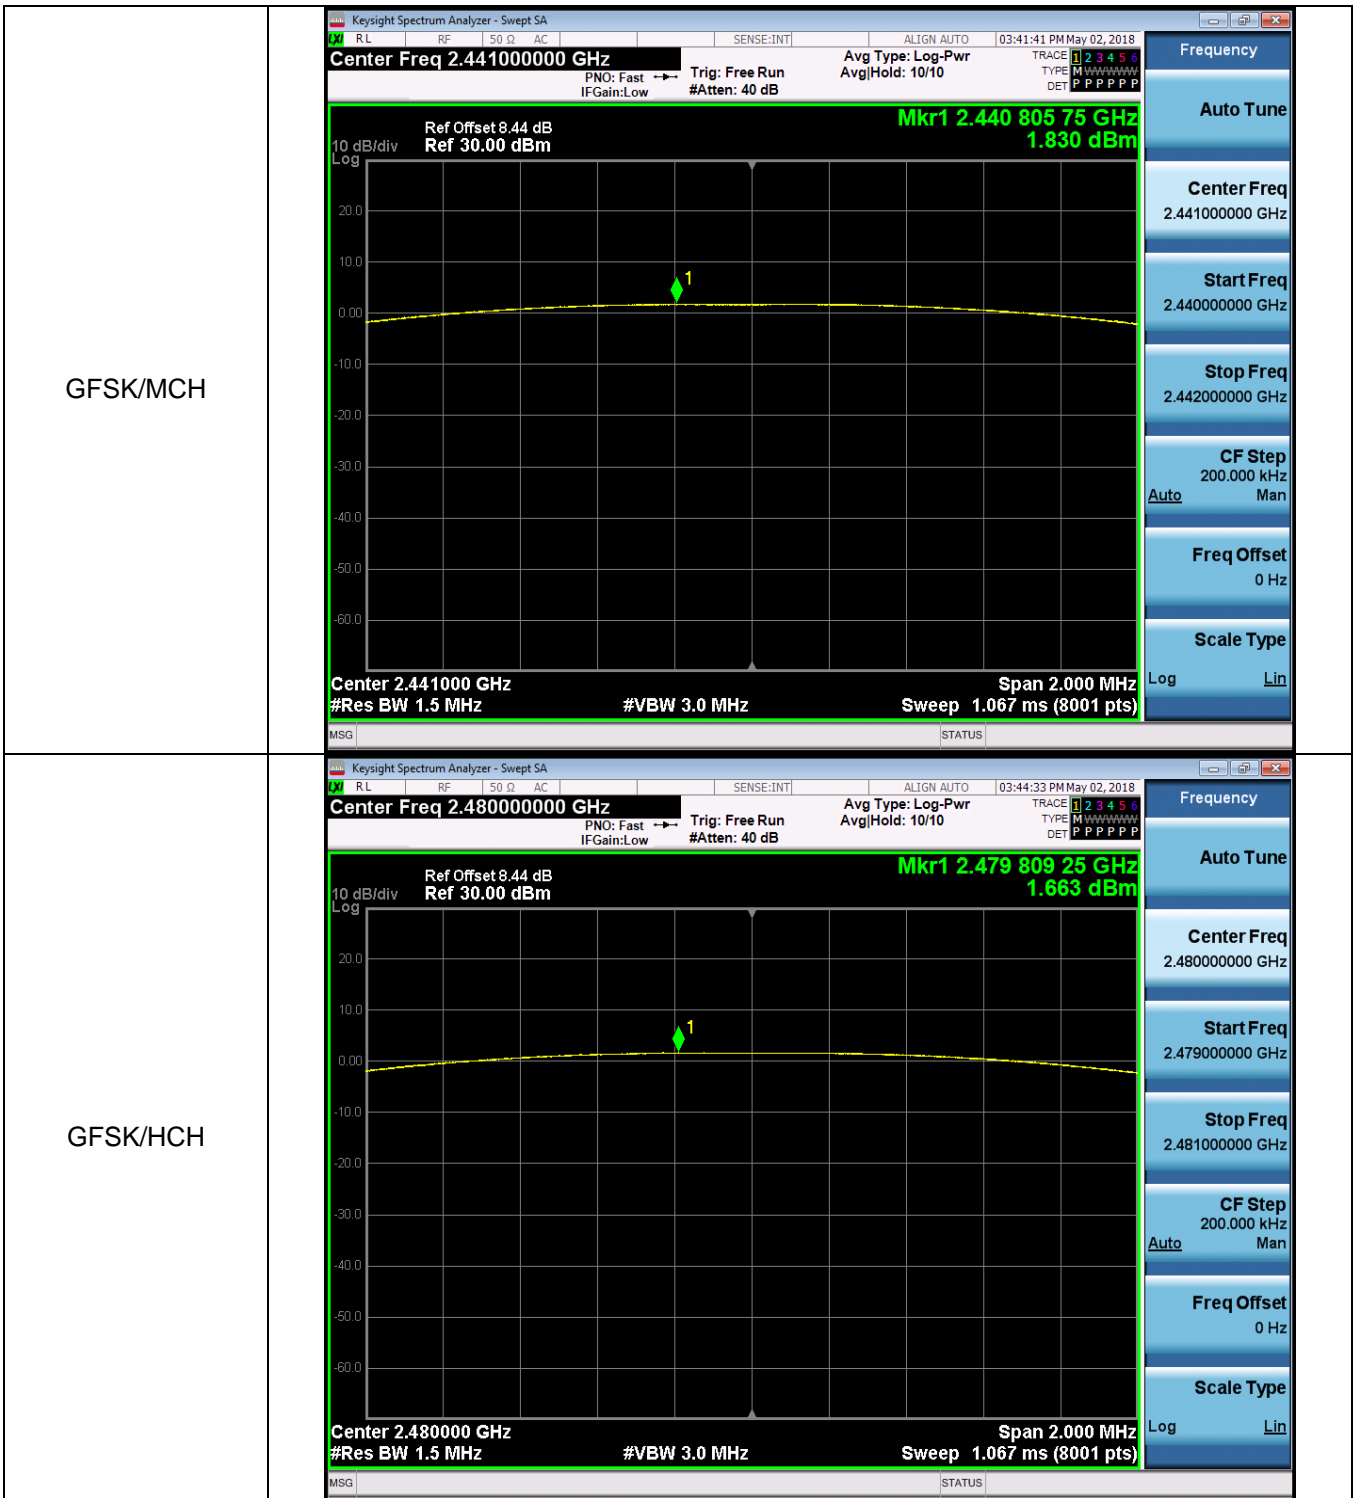 GFSK/MCH
Keysight Spectrum Analyzer - Swept SA
LXI RL RF 50 Ω AC SENSE:INT ALIGN AUTO 03:41:41 PM May 02, 2018
Center Freq 2.441000000 GHz
PNO: Fast
IFGain:Low
Trig: Free Run
#Atten: 40 dB
Avg Type: Log-Pwr
Avg|Hold: 10/10
TRACE 1 2 3 4 5 6
TYPE M WWWWW
DET P P P P P P
Ref Offset 8.44 dB
10 dB/div Ref 30.00 dBm
Log
Mkr1 2.440 805 75 GHz
1.830 dBm
20.0
10.0
0.00
-10.0
-20.0
-30.0
-40.0
-50.0
-60.0
1
Center 2.441000 GHz Span 2.000 MHz
#Res BW 1.5 MHz #VBW 3.0 MHz Sweep 1.067 ms (8001 pts)
MSG STATUS
Frequency
Auto Tune
Center Freq
2.441000000 GHz
Start Freq
2.440000000 GHz
Stop Freq
2.442000000 GHz
CF Step
200.000 kHz
Auto Man
Freq Offset
0 Hz
Scale Type
Log Lin
GFSK/HCH
Keysight Spectrum Analyzer - Swept SA
LXI RL RF 50 Ω AC SENSE:INT ALIGN AUTO 03:44:33 PM May 02, 2018
Center Freq 2.480000000 GHz
PNO: Fast
IFGain:Low
Trig: Free Run
#Atten: 40 dB
Avg Type: Log-Pwr
Avg|Hold: 10/10
TRACE 1 2 3 4 5 6
TYPE M WWWWW
DET P P P P P P
Ref Offset 8.44 dB
10 dB/div Ref 30.00 dBm
Log
Mkr1 2.479 809 25 GHz
1.663 dBm
20.0
10.0
0.00
-10.0
-20.0
-30.0
-40.0
-50.0
-60.0
1
Center 2.480000 GHz Span 2.000 MHz
#Res BW 1.5 MHz #VBW 3.0 MHz Sweep 1.067 ms (8001 pts)
MSG STATUS
Frequency
Auto Tune
Center Freq
2.480000000 GHz
Start Freq
2.479000000 GHz
Stop Freq
2.481000000 GHz
CF Step
200.000 kHz
Auto Man
Freq Offset
0 Hz
Scale Type
Log Lin